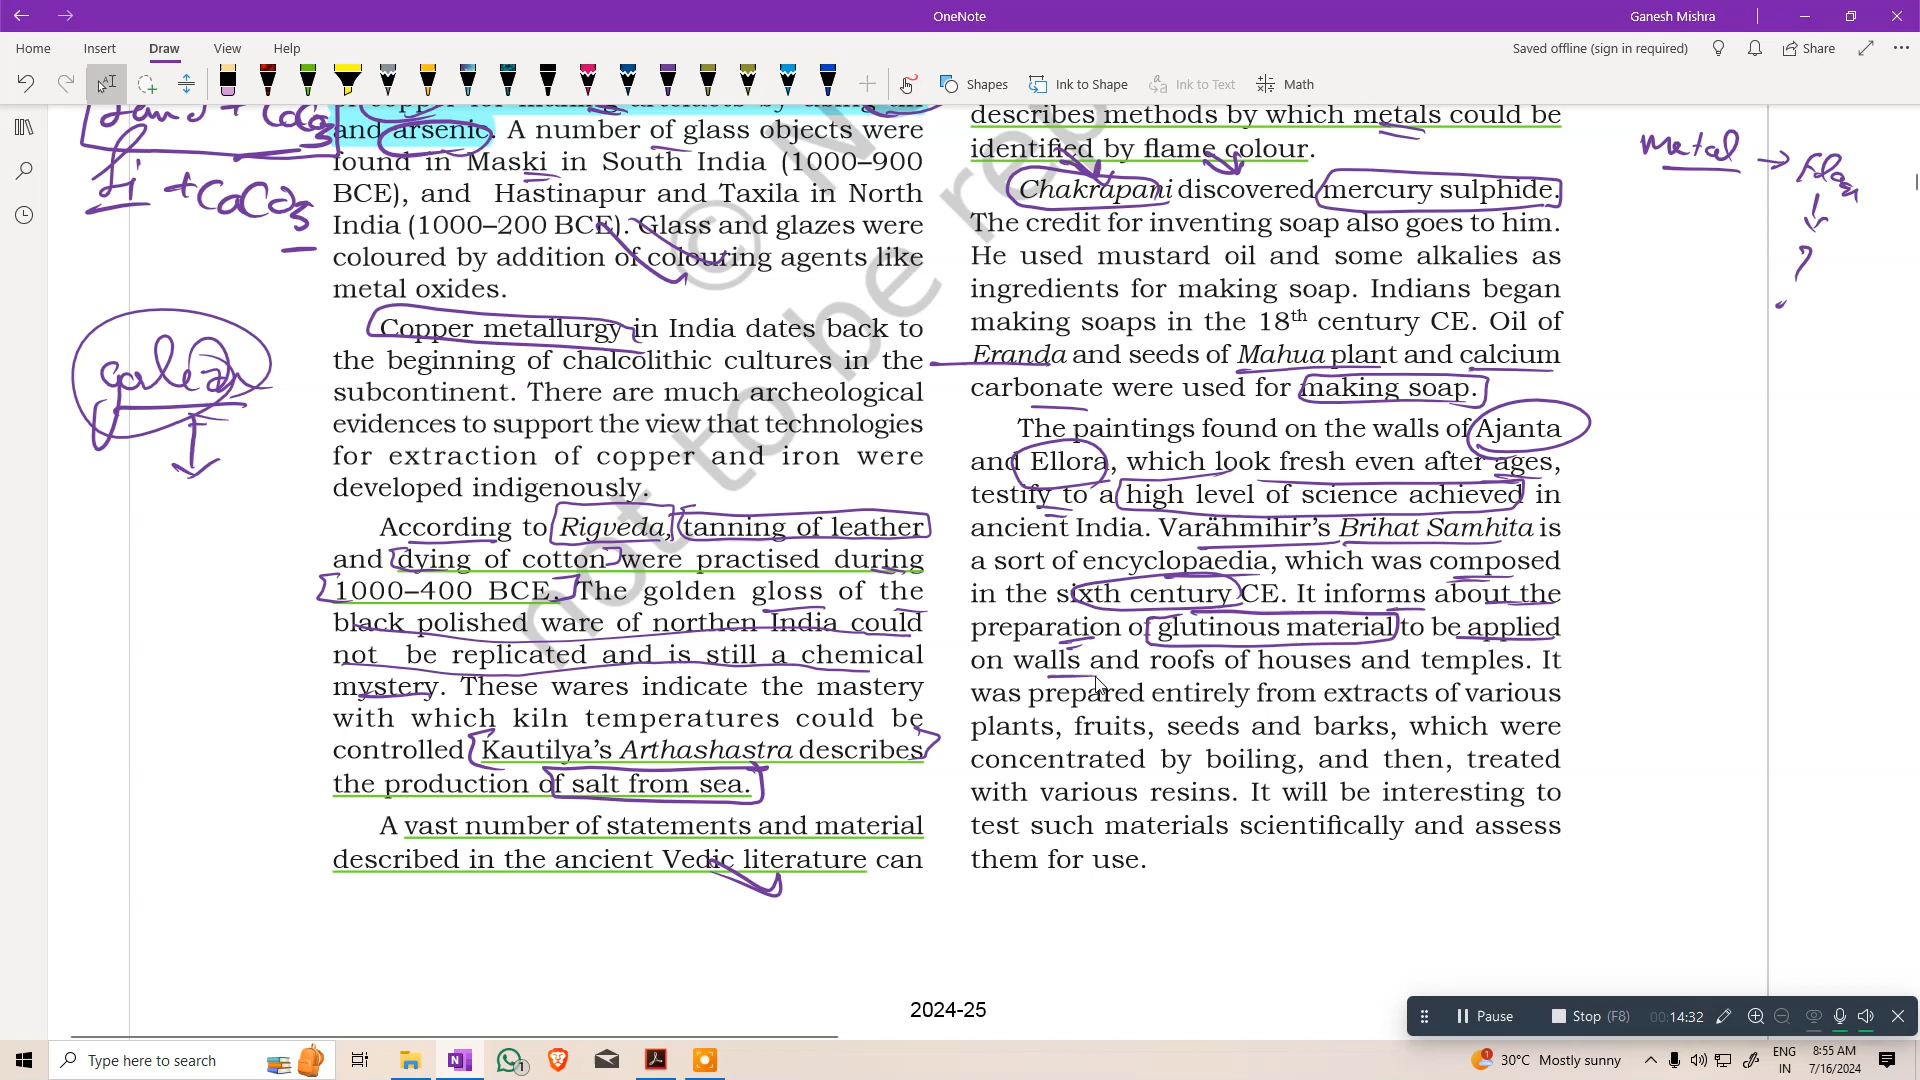 OneNote
Ganesh Mishra
Home Insert Draw View Help
Saved offline (sign in required)
Share
Shapes
Ink to Shape
Ink to Text
Math
and arsenic. A number of glass objects were
found in Maski in South India (1000–900
BCE), and Hastinapur and Taxila in North
India (1000–200 BCE). Glass and glazes were
coloured by addition of colouring agents like
metal oxides.
Copper metallurgy in India dates back to
the beginning of chalcolithic cultures in the
subcontinent. There are much archeological
evidences to support the view that technologies
for extraction of copper and iron were
developed indigenously.
According to Rigveda, tanning of leather
and dying of cotton were practised during
1000–400 BCE. The golden gloss of the
black polished ware of northen India could
not be replicated and is still a chemical
mystery. These wares indicate the mastery
with which kiln temperatures could be
controlled Kautilya's Arthashastra describes
the production of salt from sea.
A vast number of statements and material
described in the ancient Vedic literature can
describes methods by which metals could be
identified by flame colour.
Chakrapani discovered mercury sulphide.
The credit for inventing soap also goes to him.
He used mustard oil and some alkalies as
ingredients for making soap. Indians began
making soaps in the 18th century CE. Oil of
Eranda and seeds of Mahua plant and calcium
carbonate were used for making soap.
The paintings found on the walls of Ajanta
and Ellora, which look fresh even after ages,
testify to a high level of science achieved in
ancient India. Varähmihir's Brihat Samhita is
a sort of encyclopaedia, which was composed
in the sixth century CE. It informs about the
preparation of glutinous material to be applied
on walls and roofs of houses and temples. It
was prepared entirely from extracts of various
plants, fruits, seeds and barks, which were
concentrated by boiling, and then, treated
with various resins. It will be interesting to
test such materials scientifically and assess
them for use.
+ CaCO3
metal →
?
not to be rep
2024-25
Pause
Stop (F8)
00:14:32
Type here to search
30°C Mostly sunny
ENG
IN
8:55 AM
7/16/2024